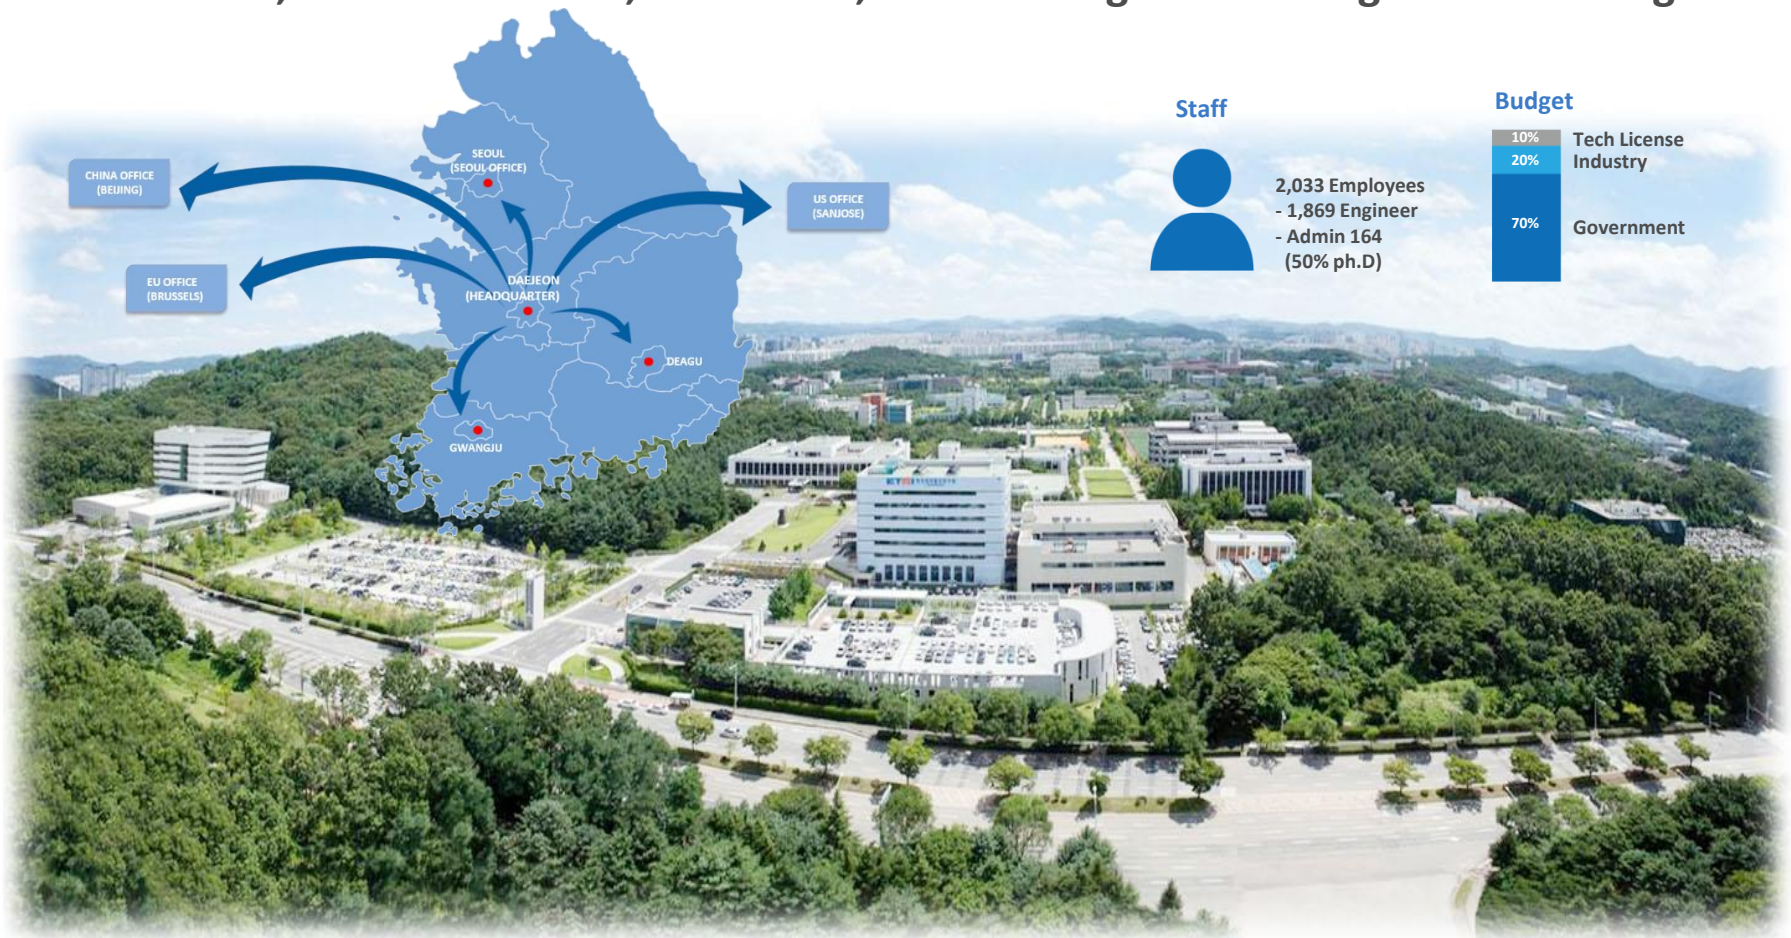 SEOUL
(SEOUL OFFICE)
CHINA OFFICE
(BEIJING)
US OFFICE
(SANJOSE)
EU OFFICE
(BRUSSELS)
DAEJEON
(HEADQUARTER)
DEAGU
GWANGJU
Staff
2,033 Employees
- 1,869 Engineer
- Admin 164
(50% ph.D)
Budget
10% Tech License
20% Industry
70% Government
ETRI